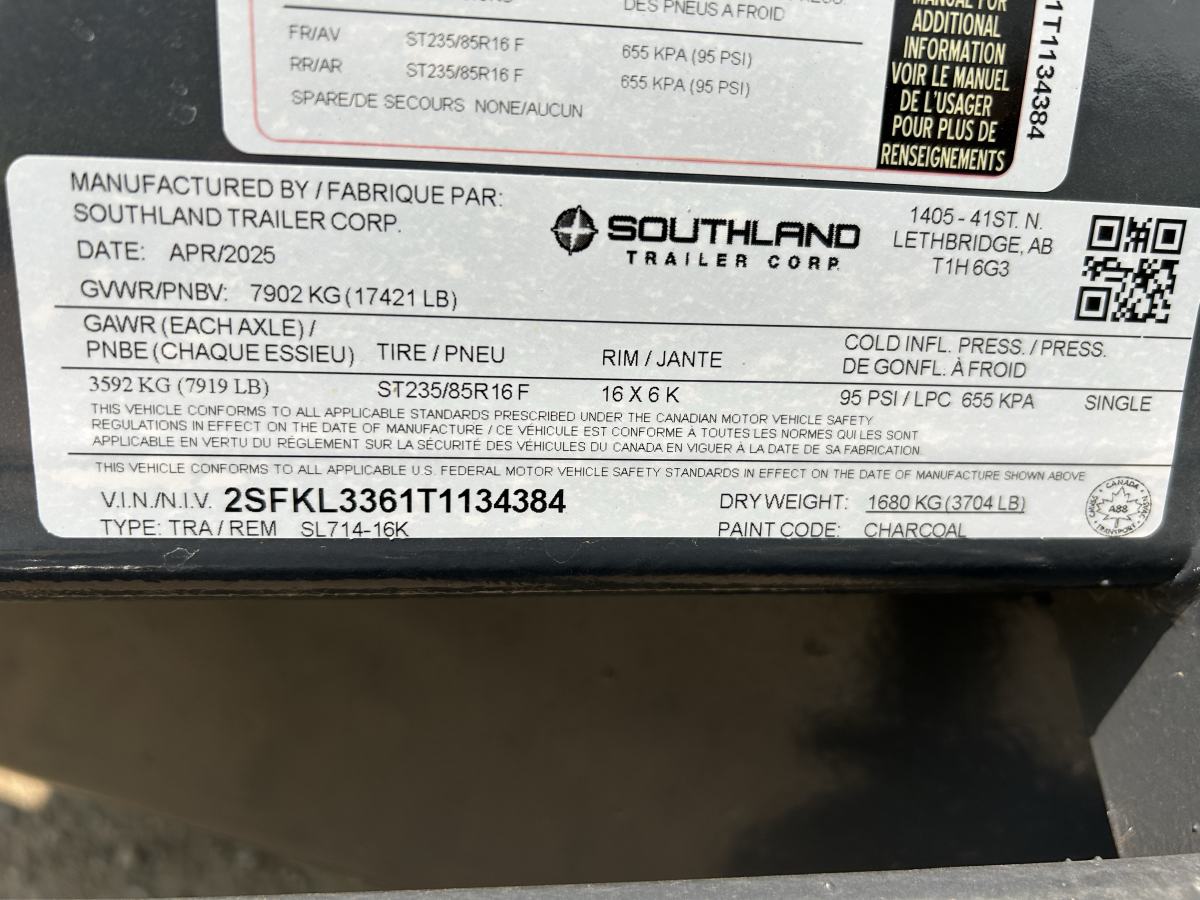 DES PNEUS A FROID
FR/AV ST235/85R16 F 655 KPA (95 PSI)
RR/AR ST235/85R16 F 655 KPA (95 PSI)
SPARE/DE SECOURS NONE/AUCUN
MANUAL FOR
ADDITIONAL
INFORMATION
VOIR LE MANUEL
DE L'USAGER
POUR PLUS DE
RENSEIGNEMENTS
1T1134384
MANUFACTURED BY / FABRIQUE PAR:
SOUTHLAND TRAILER CORP.
DATE: APR/2025
GVWR/PNBV: 7902 KG (17421 LB)
SOUTHLAND
TRAILER CORP.
1405 - 41ST. N.
LETHBRIDGE, AB
T1H 6G3
GAWR (EACH AXLE) /
PNBE (CHAQUE ESSIEU) TIRE / PNEU RIM / JANTE
COLD INFL. PRESS. / PRESS.
DE GONFL. À FROID
3592 KG (7919 LB) ST235/85R16 F 16 X 6 K 95 PSI / LPC 655 KPA SINGLE
THIS VEHICLE CONFORMS TO ALL APPLICABLE STANDARDS PRESCRIBED UNDER THE CANADIAN MOTOR VEHICLE SAFETY
REGULATIONS IN EFFECT ON THE DATE OF MANUFACTURE / CE VÉHICULE EST CONFORME À TOUTES LES NORMES QUI LES SONT
APPLICABLE EN VERTU DU RÉGLEMENT SUR LA SÉCURITÉ DES VÉHICULES DU CANADA EN VIGUER À LA DATE DE SA FABRICATION.
THIS VEHICLE CONFORMS TO ALL APPLICABLE U.S. FEDERAL MOTOR VEHICLE SAFETY STANDARDS IN EFFECT ON THE DATE OF MANUFACTURE SHOWN ABOVE
V.I.N./N.I.V. 2SFKL3361T1134384 DRY WEIGHT: 1680 KG (3704 LB)
TYPE: TRA / REM SL714-16K PAINT CODE: CHARCOAL
CANADA
A88
TRANSPORT